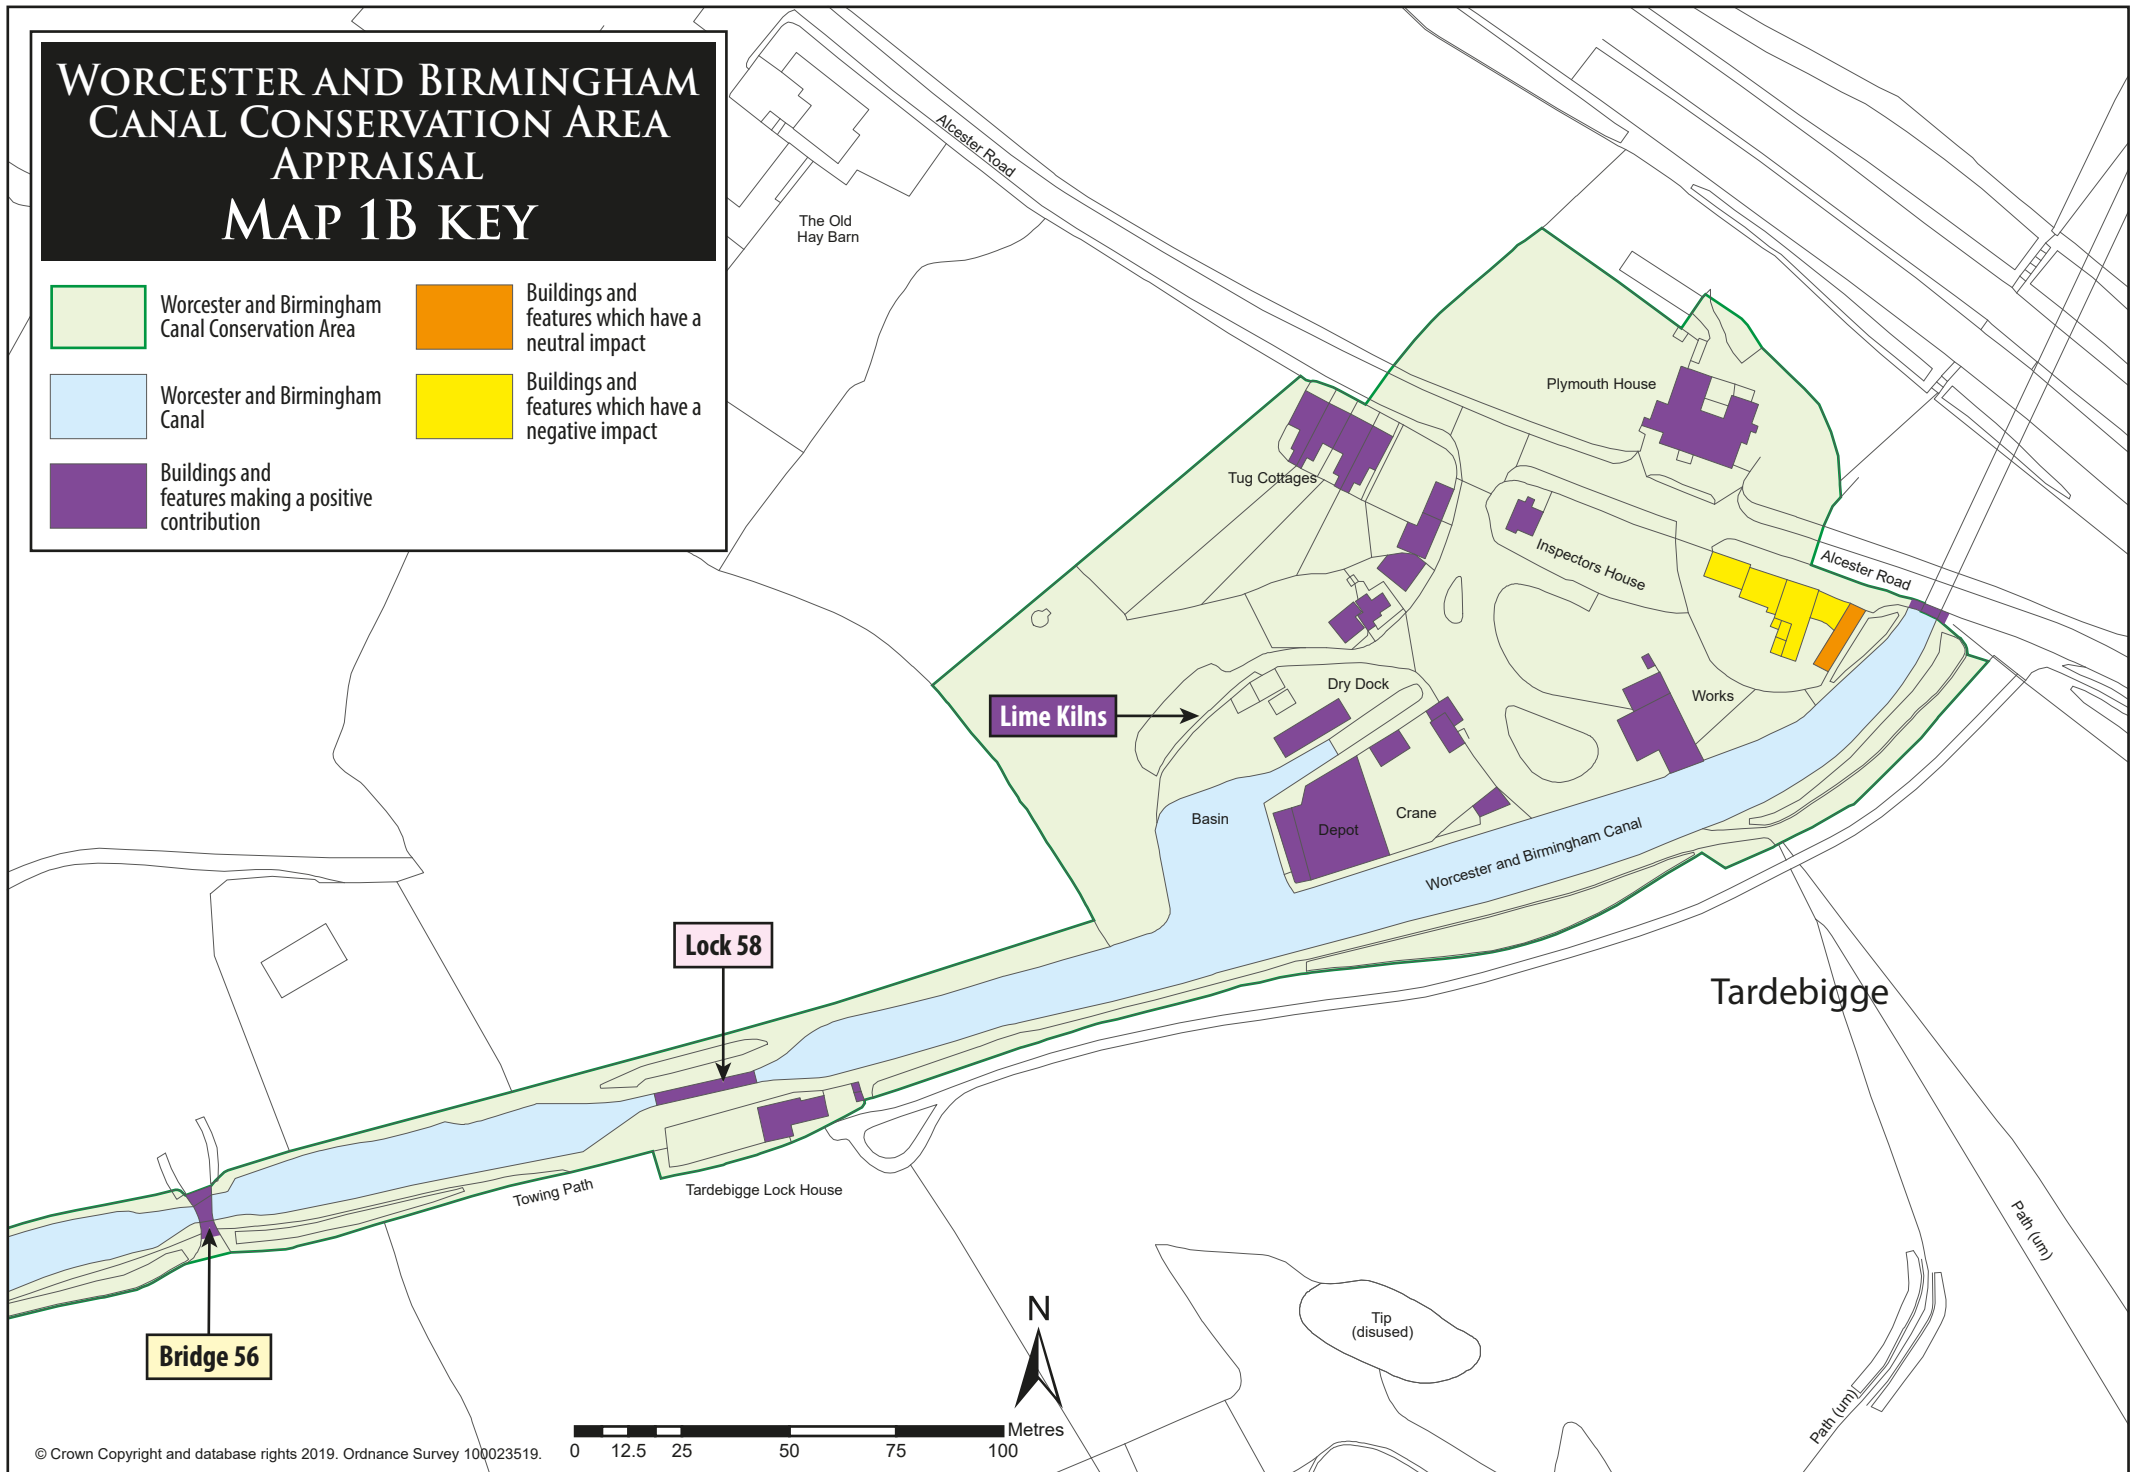 WORCESTER AND BIRMINGHAM
CANAL CONSERVATION AREA
APPRAISAL
MAP 1B KEY
Worcester and Birmingham
Canal Conservation Area
Worcester and Birmingham
Canal
Buildings and
features making a positive
contribution
Buildings and
features which have a
neutral impact
Buildings and
features which have a
negative impact
The Old
Hay Barn
Alcester Road
Plymouth House
Tug Cottages
Inspectors House
Alcester Road
Lime Kilns
Dry Dock
Works
Basin
Depot
Crane
Worcester and Birmingham Canal
Lock 58
Tardebigge
Towing Path
Tardebigge Lock House
Bridge 56
Path (um)
Tip
(disused)
Path (um)
N
Metres
0 12.5 25 50 75 100
© Crown Copyright and database rights 2019. Ordnance Survey 100023519.